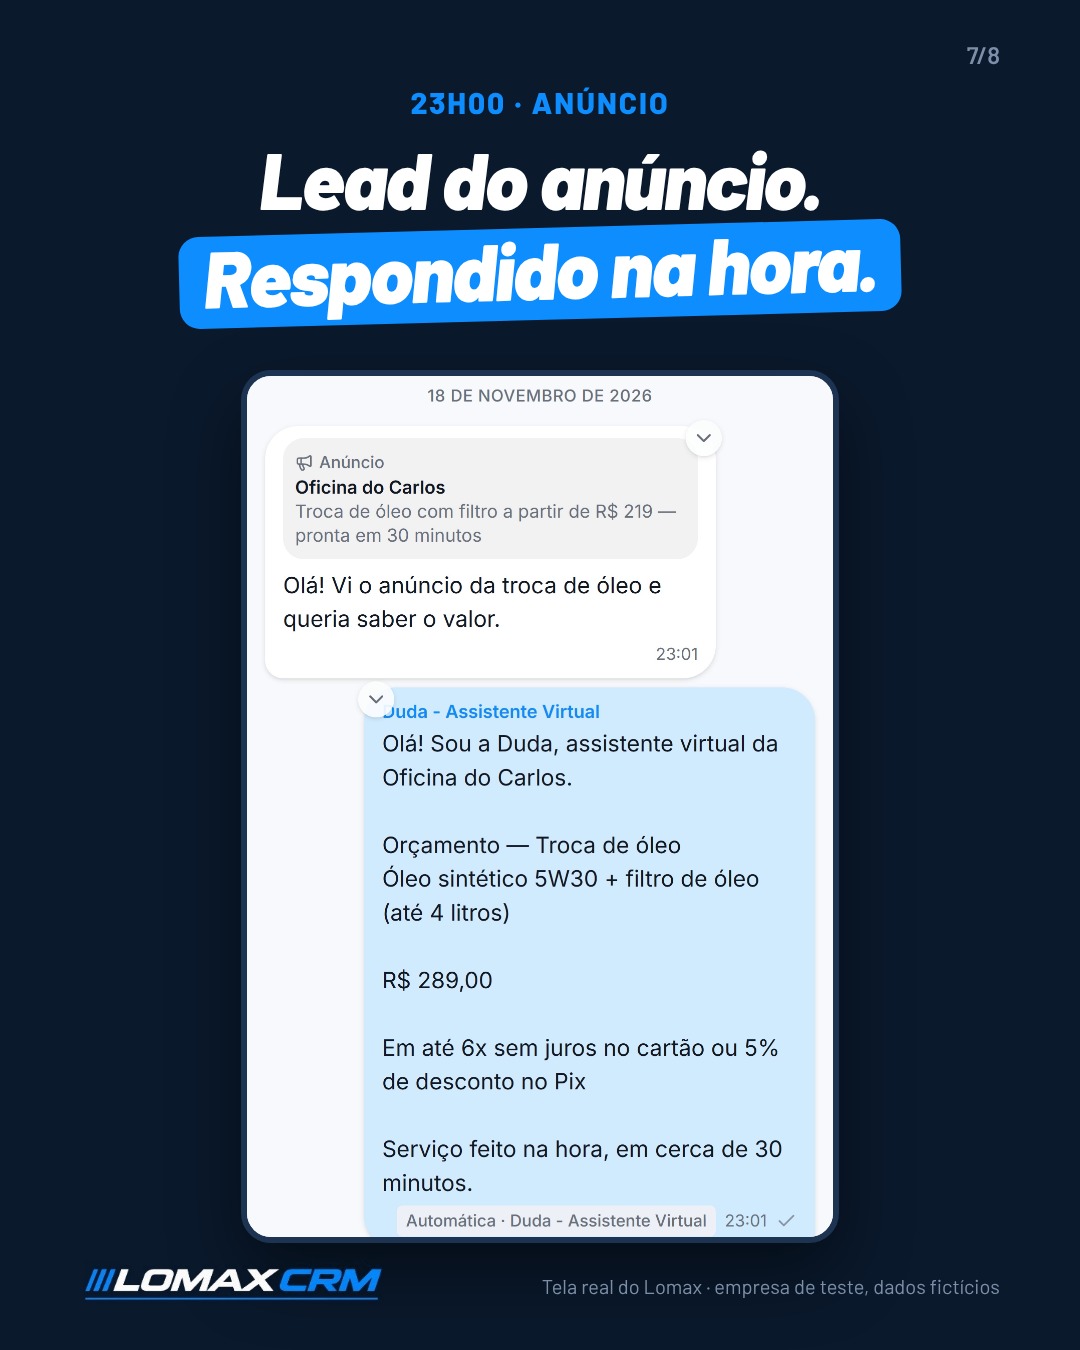 7/8
23H00 · ANÚNCIO
Lead do anúncio.
Respondido na hora.
18 DE NOVEMBRO DE 2026
Anúncio
Oficina do Carlos
Troca de óleo com filtro a partir de R$ 219 —
pronta em 30 minutos
Olá! Vi o anúncio da troca de óleo e
queria saber o valor.
23:01
Duda - Assistente Virtual
Olá! Sou a Duda, assistente virtual da
Oficina do Carlos.
Orçamento — Troca de óleo
Óleo sintético 5W30 + filtro de óleo
(até 4 litros)
R$ 289,00
Em até 6x sem juros no cartão ou 5%
de desconto no Pix
Serviço feito na hora, em cerca de 30
minutos.
Automática · Duda - Assistente Virtual 23:01
LOMAX CRM
Tela real do Lomax · empresa de teste, dados fictícios